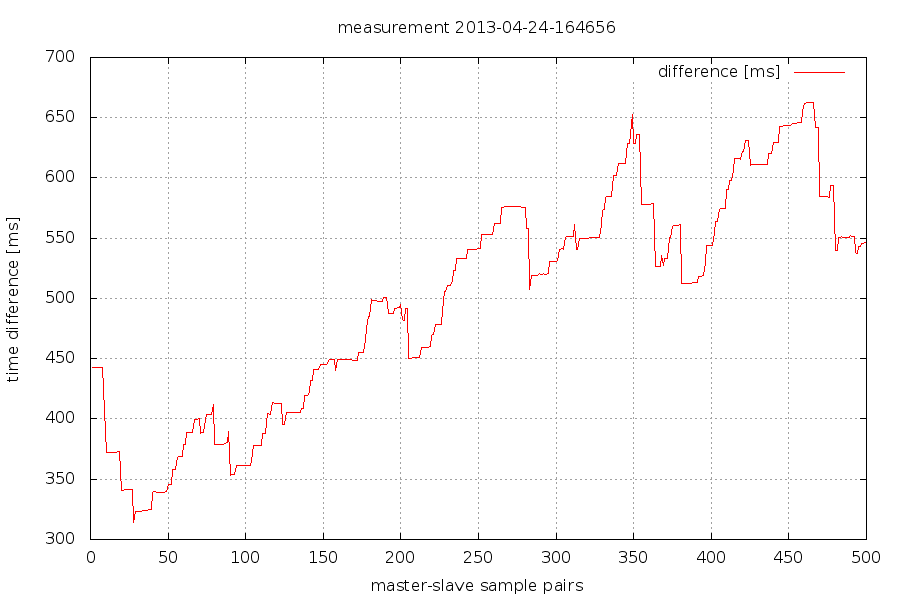 measurement 2013-04-24-164656
difference [ms]
time difference [ms]
700
650
600
550
500
450
400
350
300
0 50 100 150 200 250 300 350 400 450 500
master-slave sample pairs